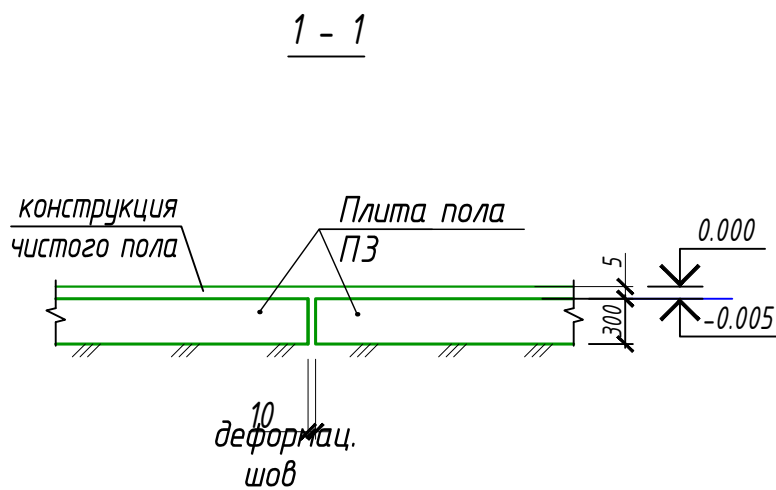 1 - 1
конструкция
чистого пола
Плита пола
П3
0.000
5
300
-0.005
10
деформац.
шов